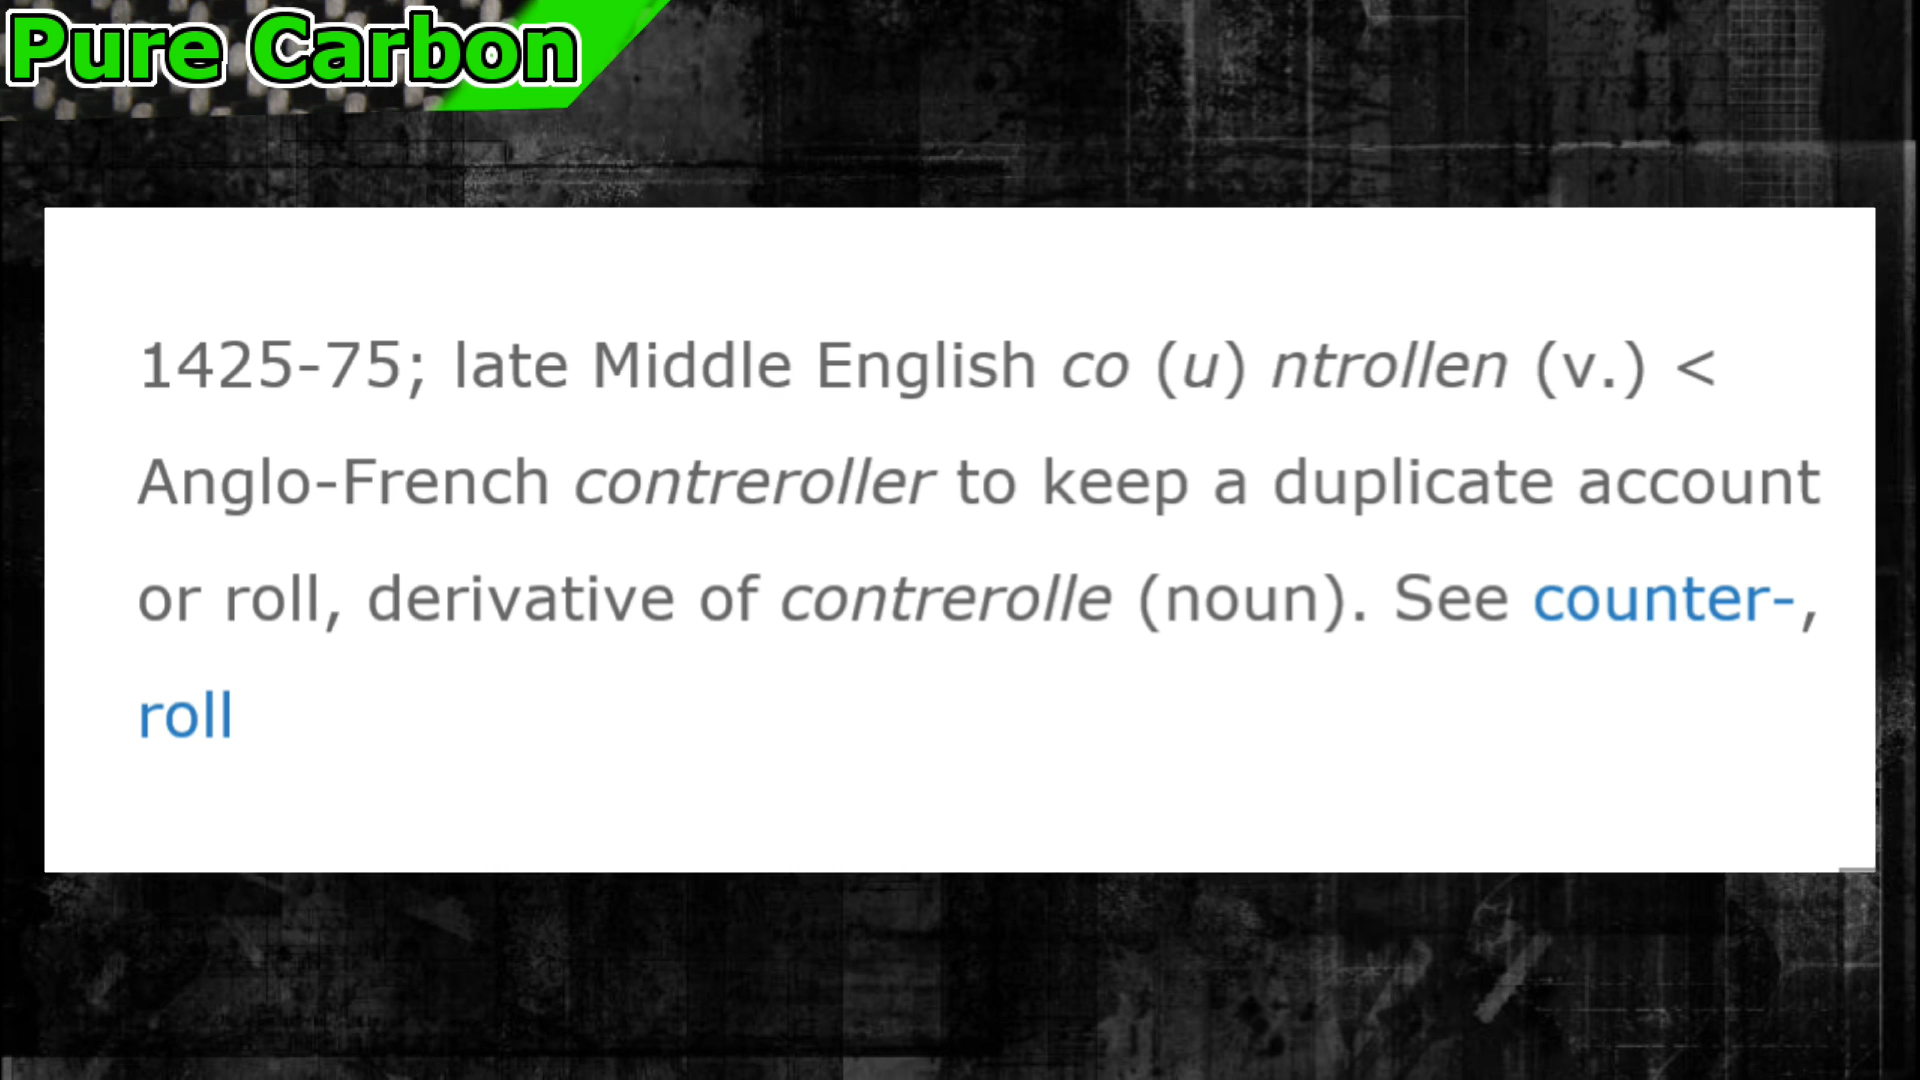 Pure Carbon
1425-75; late Middle English co (u) ntrollen (v.) <
Anglo-French contreroller to keep a duplicate account
or roll, derivative of contrerolle (noun). See counter-,
roll